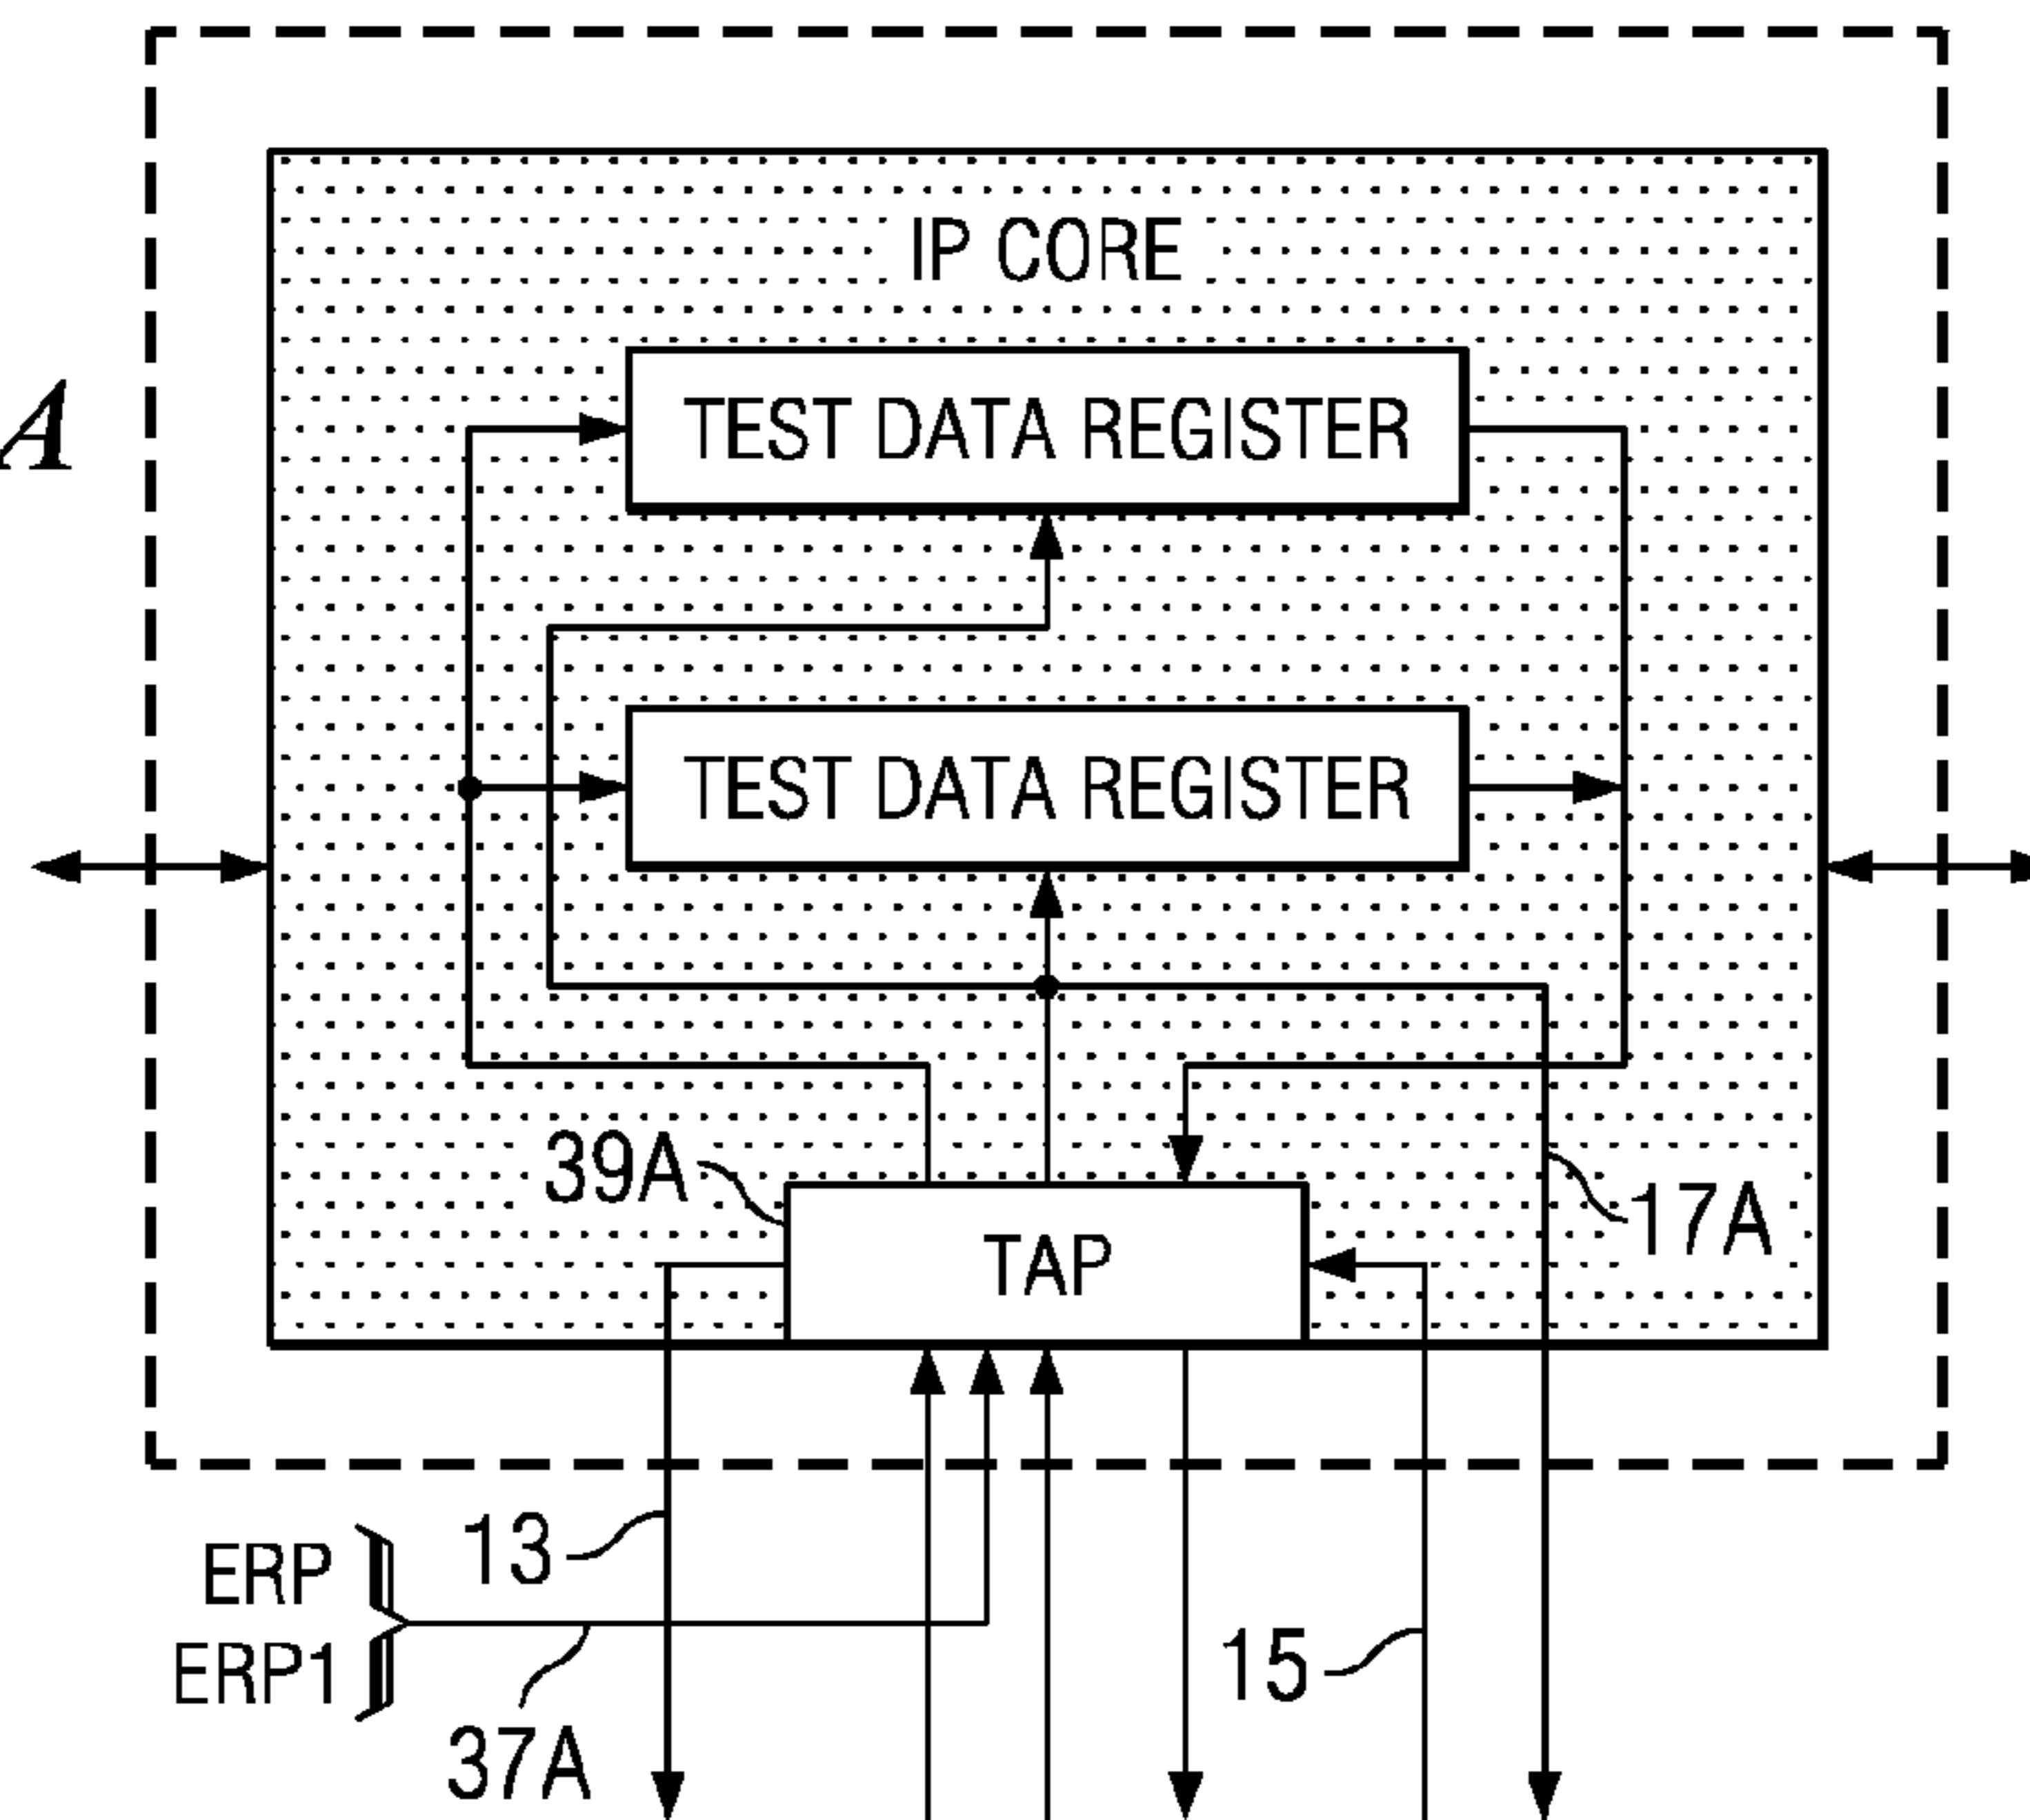 IP CORE
A
TEST DATA REGISTER
TEST DATA REGISTER
39A
17A
TAP
13
ERP
ERP1
15
37A